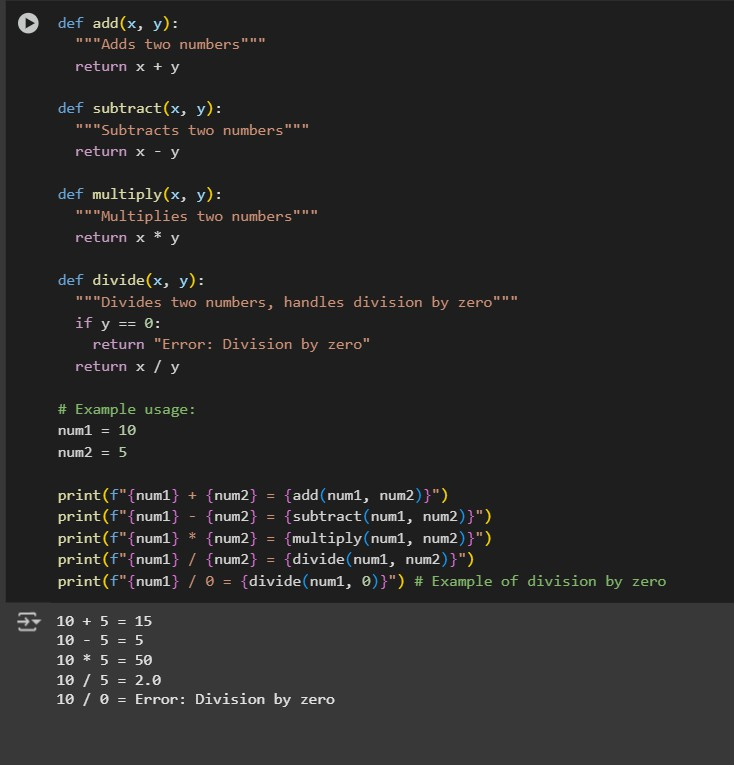 def add(x, y):
  """Adds two numbers"""
  return x + y

def subtract(x, y):
  """Subtracts two numbers"""
  return x - y

def multiply(x, y):
  """Multiplies two numbers"""
  return x * y

def divide(x, y):
  """Divides two numbers, handles division by zero"""
  if y == 0:
    return "Error: Division by zero"
  return x / y

# Example usage:
num1 = 10
num2 = 5

print(f"{num1} + {num2} = {add(num1, num2)}")
print(f"{num1} - {num2} = {subtract(num1, num2)}")
print(f"{num1} * {num2} = {multiply(num1, num2)}")
print(f"{num1} / {num2} = {divide(num1, num2)}")
print(f"{num1} / 0 = {divide(num1, 0)}") # Example of division by zero
10 + 5 = 15
10 - 5 = 5
10 * 5 = 50
10 / 5 = 2.0
10 / 0 = Error: Division by zero